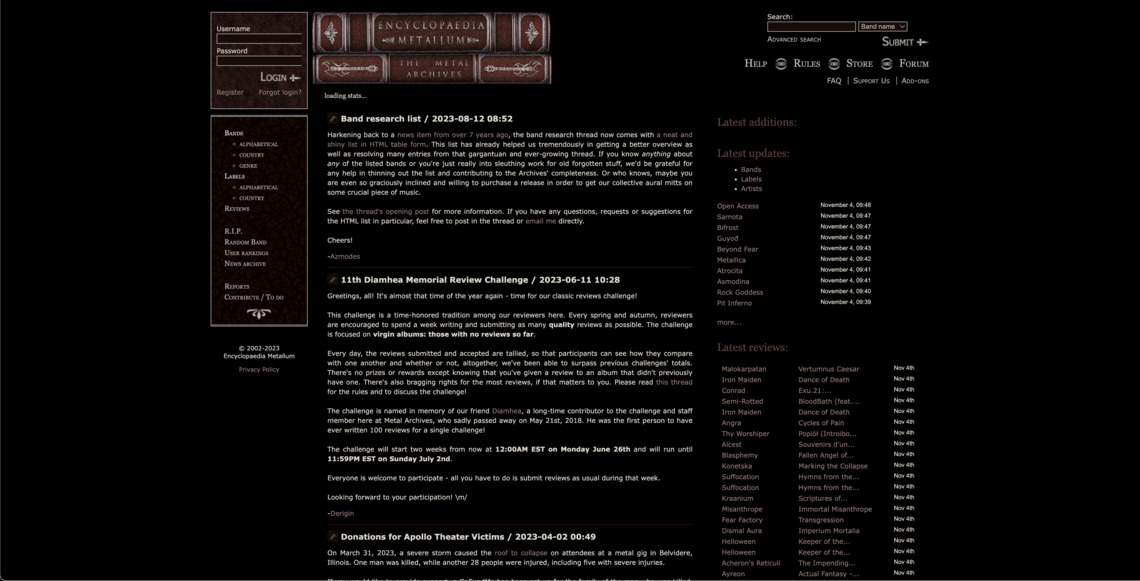 Username
Password
LOGIN
Register Forgot login?
ENCYCLOPAEDIA
METALLUM
THE METAL
ARCHIVES
Search:
Band name
ADVANCED SEARCH
SUBMIT
HELP RULES STORE FORUM
FAQ | SUPPORT US | ADD-ONS
loading stats...
BANDS
ALPHABETICAL
COUNTRY
GENRE
LABELS
ALPHABETICAL
COUNTRY
REVIEWS
R.I.P.
RANDOM BAND
USER RANKINGS
NEWS ARCHIVE
REPORTS
CONTRIBUTE / TO DO
© 2002-2023
Encyclopaedia Metallum
Privacy Policy
Band research list / 2023-08-12 08:52
Harkening back to a news item from over 7 years ago, the band research thread now comes with a neat and
shiny list in HTML table form. This list has already helped us tremendously in getting a better overview as
well as resolving many entries from that gargantuan and ever-growing thread. If you know anything about
any of the listed bands or you're just really into sleuthing work for old forgotten stuff, we'd be grateful for
any help in thinning out the list and contributing to the Archives' completeness. Or who knows, maybe you
are even so graciously inclined and willing to purchase a release in order to get our collective aural mitts on
some crucial piece of music.
See the thread's opening post for more information. If you have any questions, requests or suggestions for
the HTML list in particular, feel free to post in the thread or email me directly.
Cheers!
-Azmodes
11th Diamhea Memorial Review Challenge / 2023-06-11 10:28
Greetings, all! It's almost that time of the year again - time for our classic reviews challenge!
This challenge is a time-honored tradition among our reviewers here. Every spring and autumn, reviewers
are encouraged to spend a week writing and submitting as many quality reviews as possible. The challenge
is focused on virgin albums: those with no reviews so far.
Every day, the reviews submitted and accepted are tallied, so that participants can see how they compare
with one another and whether or not, altogether, we've been able to surpass previous challenges' totals.
There's no prizes or rewards except knowing that you've given a review to an album that didn't previously
have one. There's also bragging rights for the most reviews, if that matters to you. Please read this thread
for the rules and to discuss the challenge!
The challenge is named in memory of our friend Diamhea, a long-time contributor to the challenge and staff
member here at Metal Archives, who sadly passed away on May 21st, 2018. He was the first person to have
ever written 100 reviews for a single challenge!
The challenge will start two weeks from now at 12:00AM EST on Monday June 26th and will run until
11:59PM EST on Sunday July 2nd.
Everyone is welcome to participate - all you have to do is submit reviews as usual during that week.
Looking forward to your participation! \m/
-Derigin
Donations for Apollo Theater Victims / 2023-04-02 00:49
On March 31, 2023, a severe storm caused the roof to collapse on attendees at a metal gig in Belvidere,
Illinois. One man was killed, while another 28 people were injured, including five with severe injuries.
Latest additions:
Latest updates:
Bands
Labels
Artists
Open Access November 4, 09:48
Samota November 4, 09:47
Bifrost November 4, 09:47
Guyođ November 4, 09:47
Beyond Fear November 4, 09:43
Metallica November 4, 09:42
Atrocita November 4, 09:41
Asmodina November 4, 09:41
Rock Goddess November 4, 09:40
Pit Inferno November 4, 09:39
more...
Latest reviews:
Malokarpatan Vertumnus Caesar Nov 4th
Iron Maiden Dance of Death Nov 4th
Conrad Exu.21:... Nov 4th
Semi-Rotted BloodBath (feat.... Nov 4th
Iron Maiden Dance of Death Nov 4th
Angra Cycles of Pain Nov 4th
Thy Worshiper Popiół (Introibo... Nov 4th
Alcest Souvenirs d'un... Nov 4th
Blasphemy Fallen Angel of... Nov 4th
Konetska Marking the Collapse Nov 4th
Suffocation Hymns from the... Nov 4th
Suffocation Hymns from the... Nov 4th
Kraanium Scriptures of... Nov 4th
Misanthrope Immortal Misanthrope Nov 4th
Fear Factory Transgression Nov 4th
Dismal Aura Imperium Mortalia Nov 4th
Helloween Keeper of the... Nov 4th
Helloween Keeper of the... Nov 4th
Acheron's Reticuli The Impending... Nov 4th
Ayreon Actual Fantasy -... Nov 4th